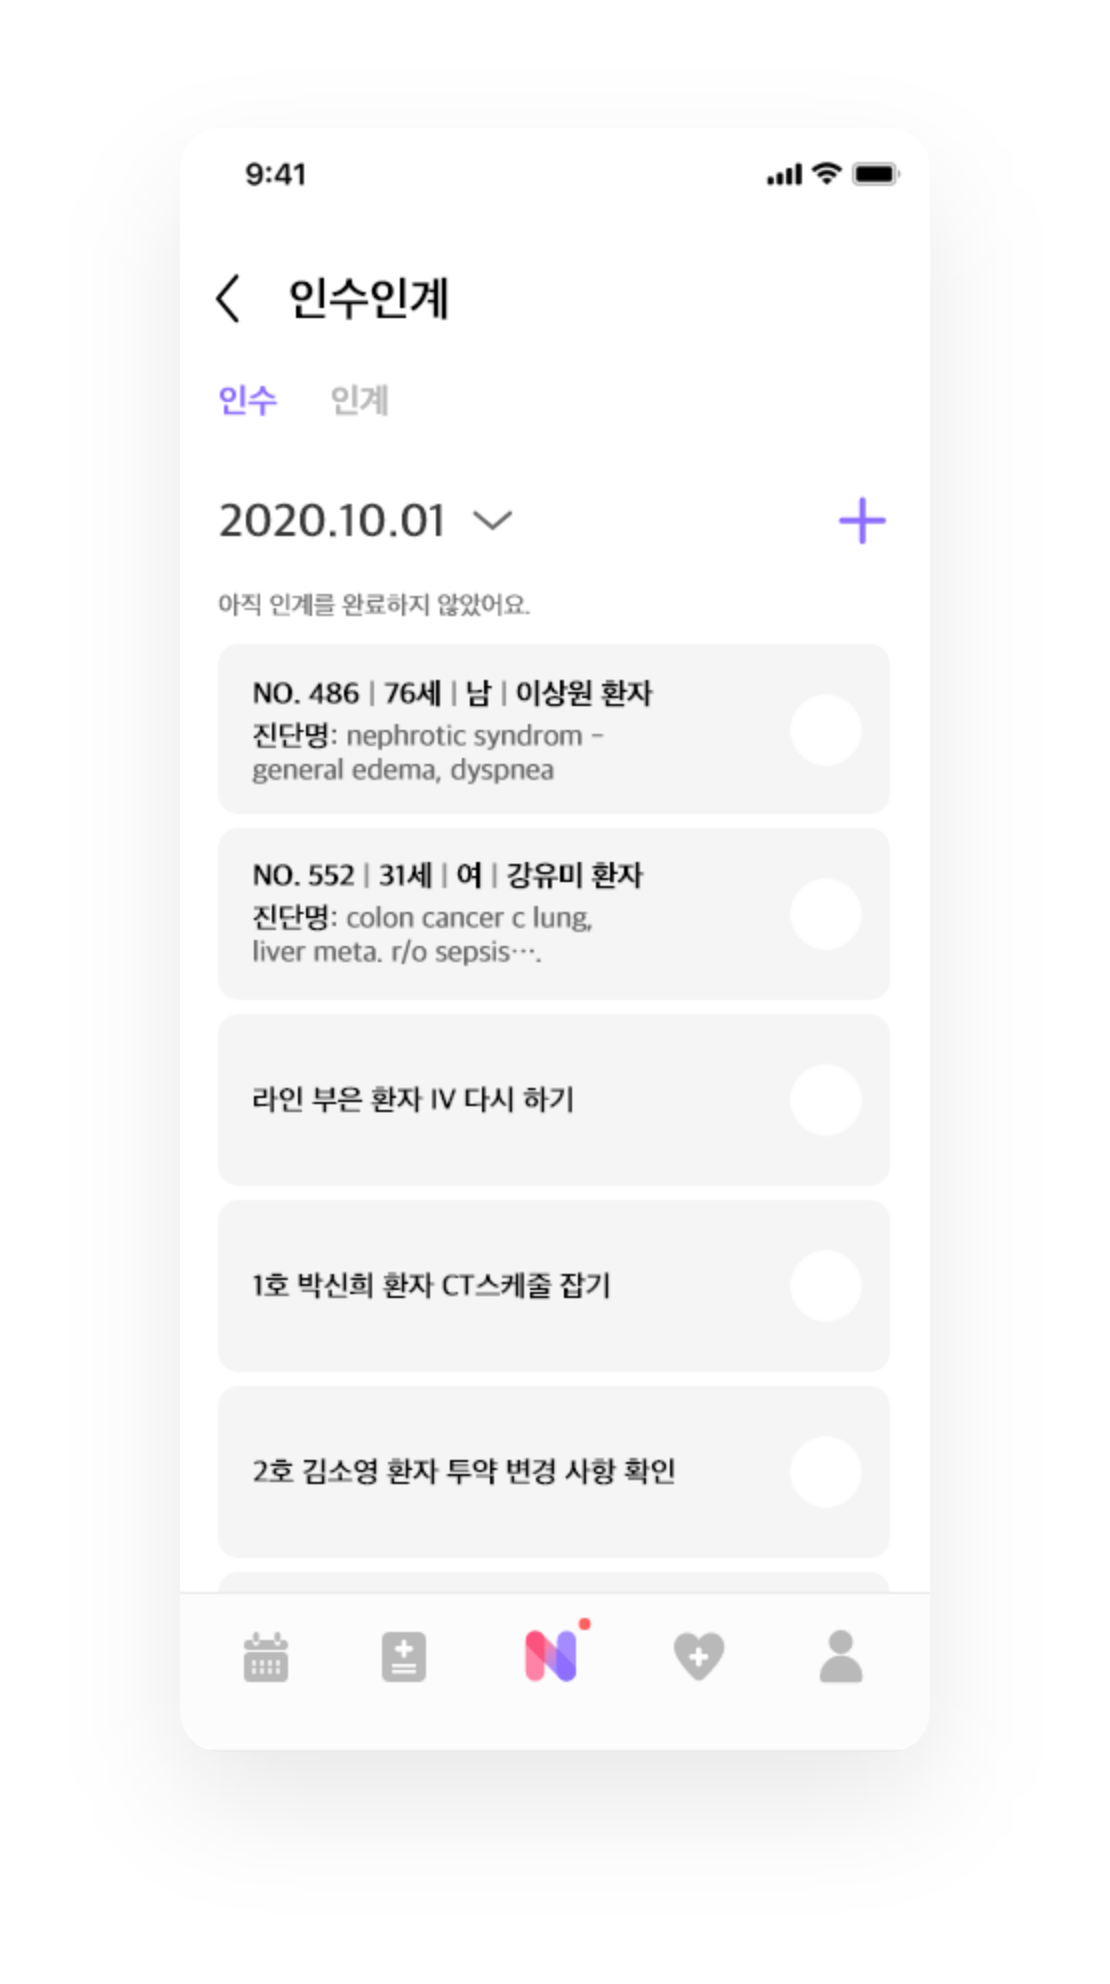 9:41
인수인계
인수 인계
2020.10.01
아직 인계를 완료하지 않았어요.
NO. 486 | 76세 | 남 | 이상원 환자
진단명: nephrotic syndrom -
general edema, dyspnea
NO. 552 | 31세 | 여 | 강유미 환자
진단명: colon cancer c lung,
liver meta. r/o sepsis···.
라인 부은 환자 IV 다시 하기
1호 박신희 환자 CT스케줄 잡기
2호 김소영 환자 투약 변경 사항 확인